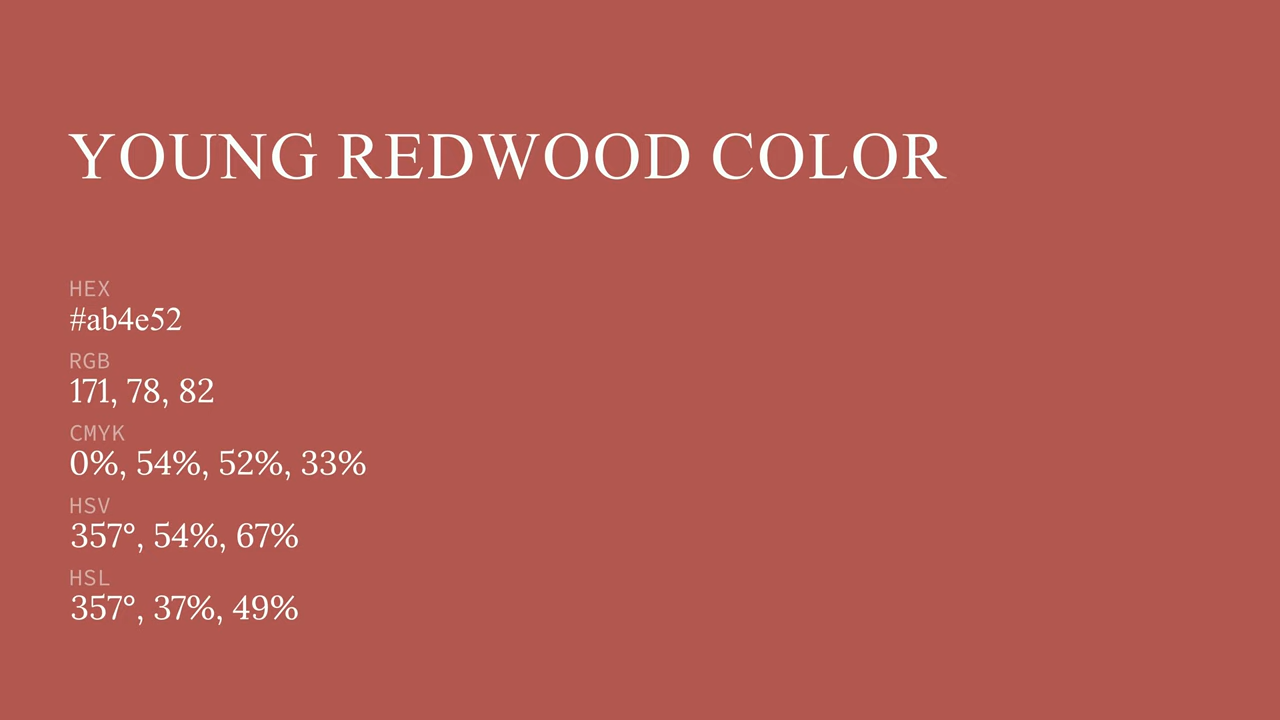 YOUNG REDWOOD COLOR
HEX
#ab4e52
RGB
171, 78, 82
CMYK
0%, 54%, 52%, 33%
HSV
357°, 54%, 67%
HSL
357°, 37%, 49%